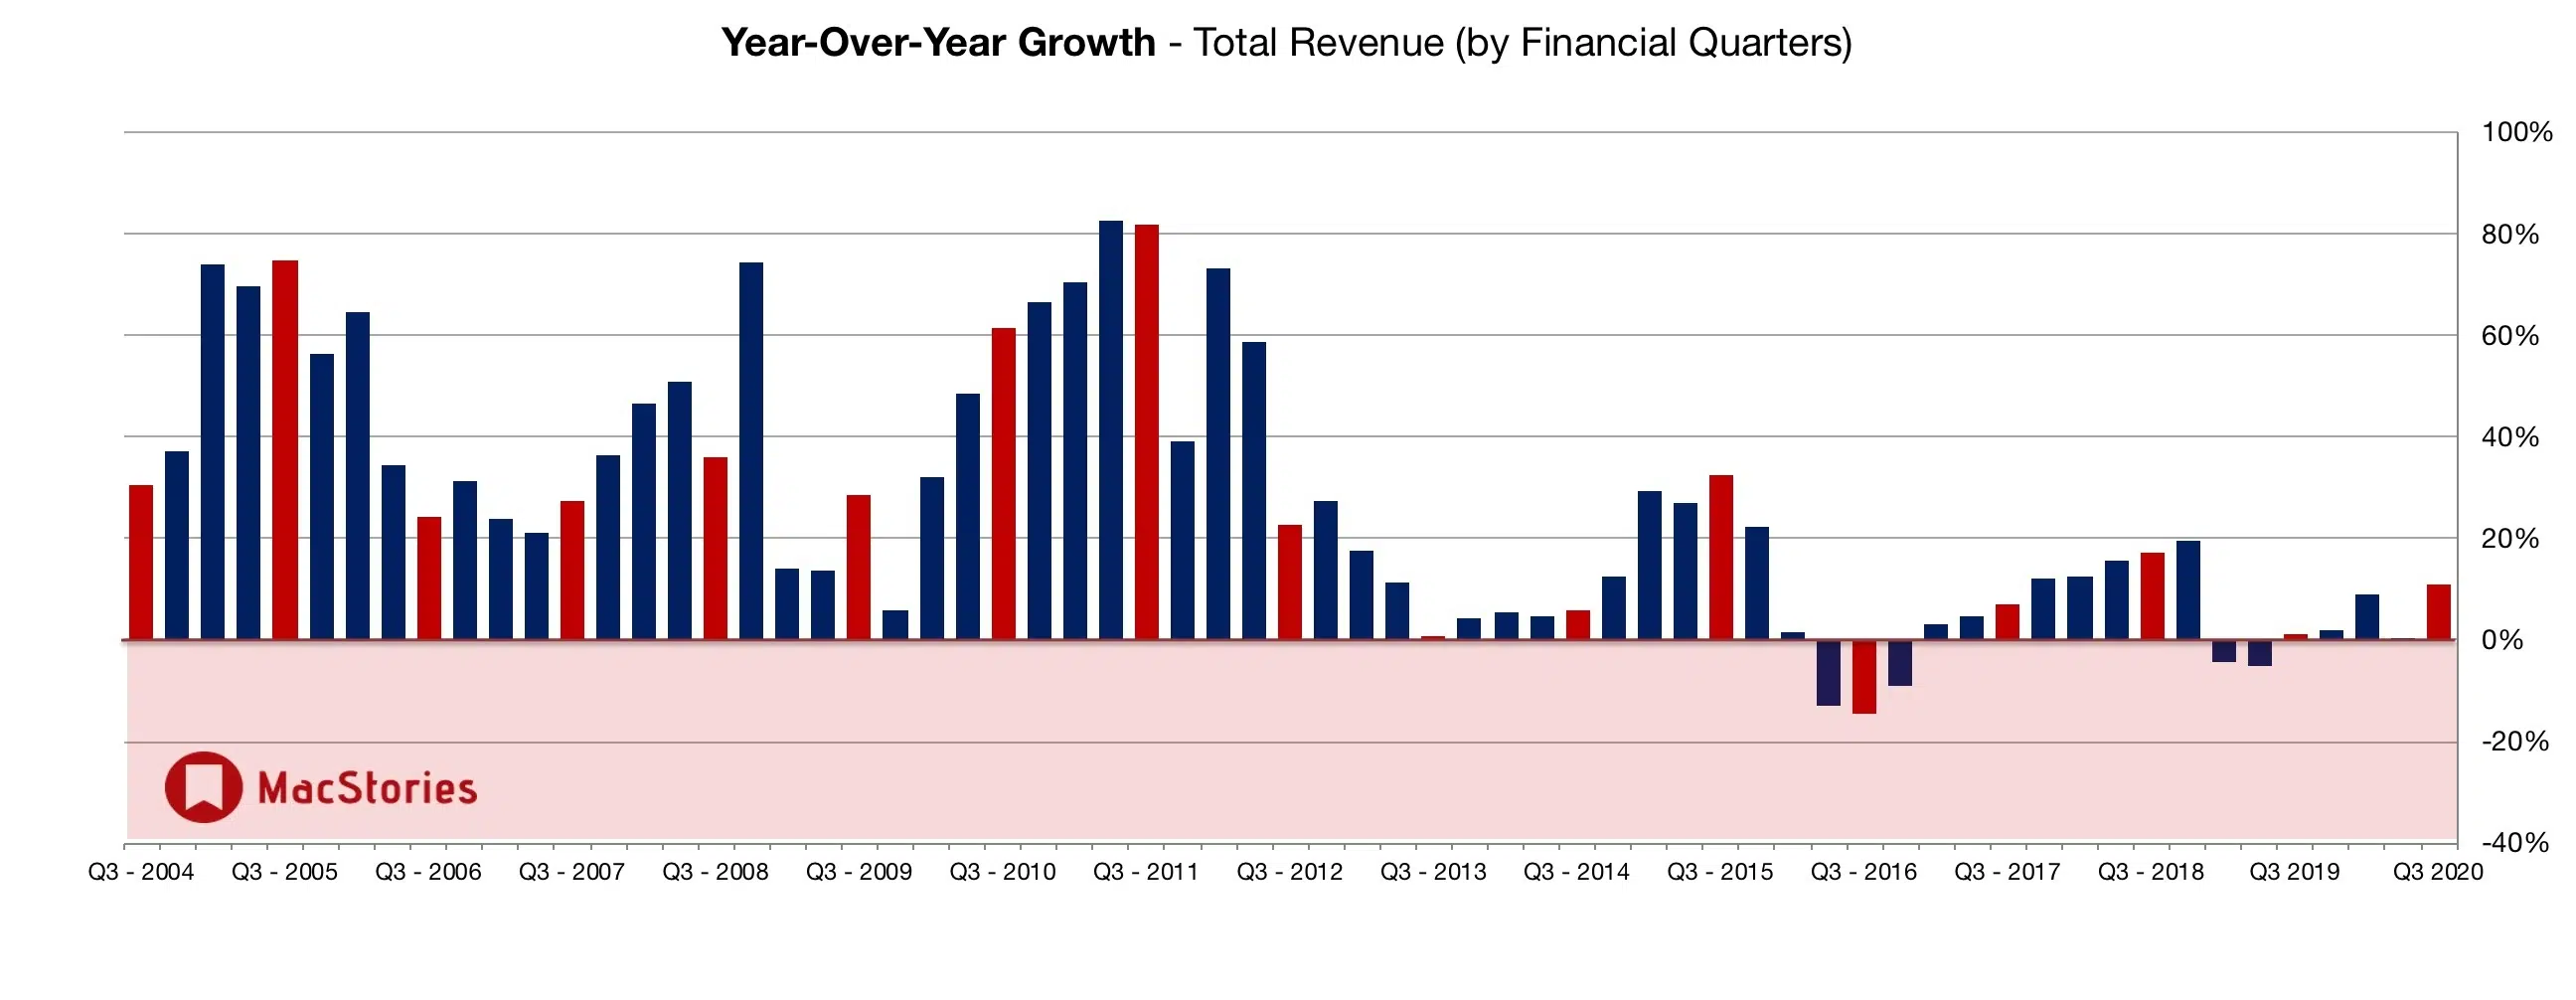 Year-Over-Year Growth - Total Revenue (by Financial Quarters)
100%
80%
60%
40%
20%
0%
-20%
-40%
MacStories
Q3 - 2004 Q3 - 2005 Q3 - 2006 Q3 - 2007 Q3 - 2008 Q3 - 2009 Q3 - 2010 Q3 - 2011 Q3 - 2012 Q3 - 2013 Q3 - 2014 Q3 - 2015 Q3 - 2016 Q3 - 2017 Q3 - 2018 Q3 2019 Q3 2020